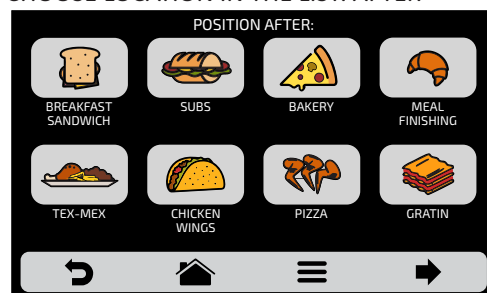 POSITION AFTER:
BREAKFAST
SANDWICH
SUBS
BAKERY
MEAL
FINISHING
TEX-MEX
CHICKEN
WINGS
PIZZA
GRATIN